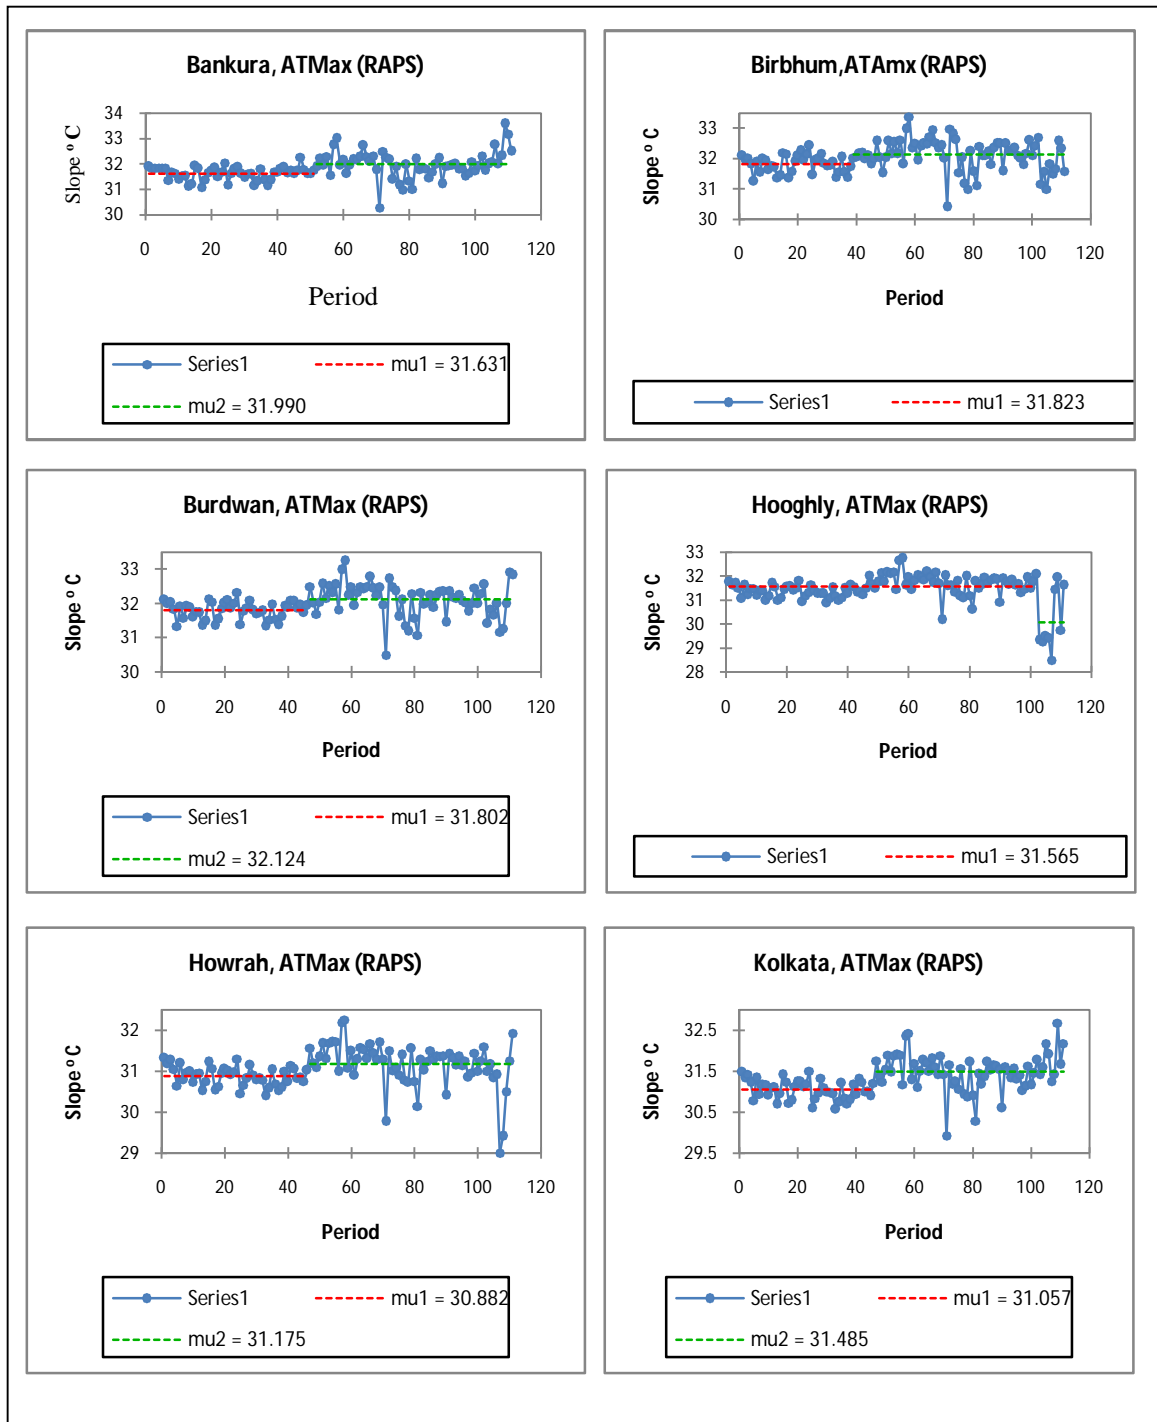 Bankura, ATMax (RAPS)
Slope ° C
34
33
32
31
30
0 20 40 60 80 100 120
Period
Series1 mu1 = 31.631
mu2 = 31.990
Birbhum,ATAmx (RAPS)
Slope ° C
33
32
31
30
0 20 40 60 80 100 120
Period
Series1 mu1 = 31.823
Burdwan, ATMax (RAPS)
Slope ° C
33
32
31
30
0 20 40 60 80 100 120
Period
Series1 mu1 = 31.802
mu2 = 32.124
Hooghly, ATMax (RAPS)
Slope ° C
33
32
31
30
29
28
0 20 40 60 80 100 120
Period
Series1 mu1 = 31.565
Howrah, ATMax (RAPS)
Slope ° C
32
31
30
29
0 20 40 60 80 100 120
Period
Series1 mu1 = 30.882
mu2 = 31.175
Kolkata, ATMax (RAPS)
Slope ° C
32.5
31.5
30.5
29.5
0 20 40 60 80 100 120
Period
Series1 mu1 = 31.057
mu2 = 31.485